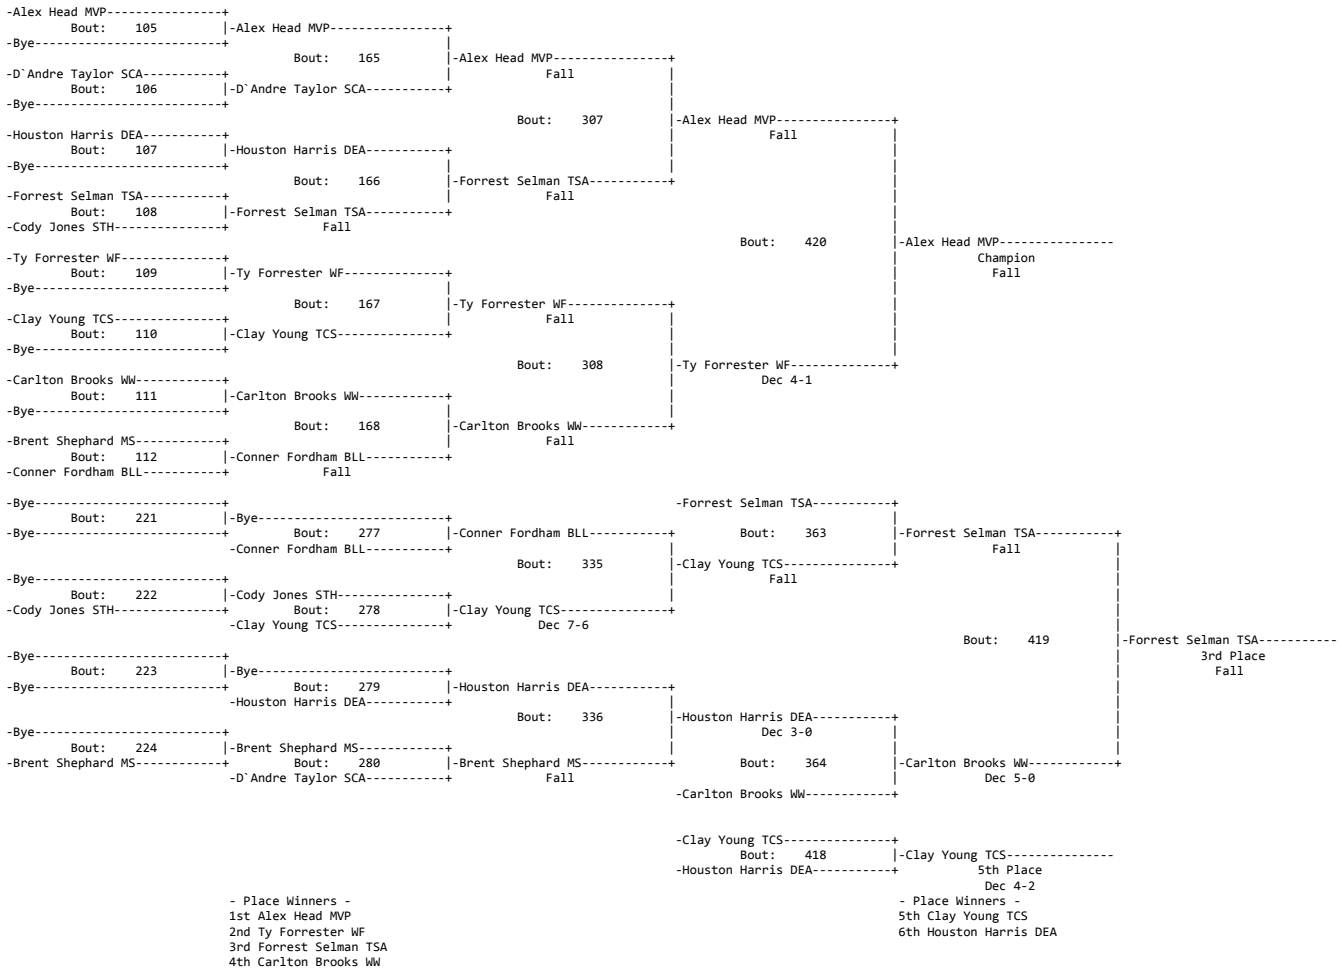 -Alex Head MVP----------------+
Bout: 105 |-Alex Head MVP----------------+
-Bye--------------------------+ |
Bout: 165 |-Alex Head MVP----------------+
-D`Andre Taylor SCA-----------+ | Fall |
Bout: 106 |-D`Andre Taylor SCA-----------+ |
-Bye--------------------------+ |
Bout: 307 |-Alex Head MVP----------------+
-Houston Harris DEA-----------+ | Fall |
Bout: 107 |-Houston Harris DEA-----------+ | |
-Bye--------------------------+ | | |
Bout: 166 |-Forrest Selman TSA-----------+ |
-Forrest Selman TSA-----------+ | Fall |
Bout: 108 |-Forrest Selman TSA-----------+ |
-Cody Jones STH---------------+ Fall |
Bout: 420 |-Alex Head MVP----------------
-Ty Forrester WF--------------+ | Champion
Bout: 109 |-Ty Forrester WF--------------+ | Fall
-Bye--------------------------+ | |
Bout: 167 |-Ty Forrester WF--------------+ |
-Clay Young TCS---------------+ | Fall | |
Bout: 110 |-Clay Young TCS---------------+ | |
-Bye--------------------------+ | |
Bout: 308 |-Ty Forrester WF--------------+
-Carlton Brooks WW------------+ | Dec 4-1
Bout: 111 |-Carlton Brooks WW------------+ |
-Bye--------------------------+ | |
Bout: 168 |-Carlton Brooks WW------------+
-Brent Shephard MS------------+ | Fall
Bout: 112 |-Conner Fordham BLL-----------+
-Conner Fordham BLL-----------+ Fall
-Bye--------------------------+ -Forrest Selman TSA-----------+
Bout: 221 |-Bye--------------------------+ |
-Bye--------------------------+ Bout: 277 |-Conner Fordham BLL-----------+ Bout: 363 |-Forrest Selman TSA-----------+
-Conner Fordham BLL-----------+ | | Fall |
Bout: 335 |-Clay Young TCS---------------+ |
-Bye--------------------------+ | Fall |
Bout: 222 |-Cody Jones STH---------------+ | |
-Cody Jones STH---------------+ Bout: 278 |-Clay Young TCS---------------+ |
-Clay Young TCS---------------+ Dec 7-6 |
Bout: 419 |-Forrest Selman TSA-----------
-Bye--------------------------+ | 3rd Place
Bout: 223 |-Bye--------------------------+ | Fall
-Bye--------------------------+ Bout: 279 |-Houston Harris DEA-----------+ |
-Houston Harris DEA-----------+ | |
Bout: 336 |-Houston Harris DEA-----------+ |
-Bye--------------------------+ | Dec 3-0 | |
Bout: 224 |-Brent Shephard MS------------+ | | |
-Brent Shephard MS------------+ Bout: 280 |-Brent Shephard MS------------+ Bout: 364 |-Carlton Brooks WW------------+
-D`Andre Taylor SCA-----------+ Fall | Dec 5-0
-Carlton Brooks WW------------+
-Clay Young TCS---------------+
Bout: 418 |-Clay Young TCS---------------
-Houston Harris DEA-----------+ 5th Place
Dec 4-2
- Place Winners - - Place Winners -
1st Alex Head MVP 5th Clay Young TCS
2nd Ty Forrester WF 6th Houston Harris DEA
3rd Forrest Selman TSA
4th Carlton Brooks WW